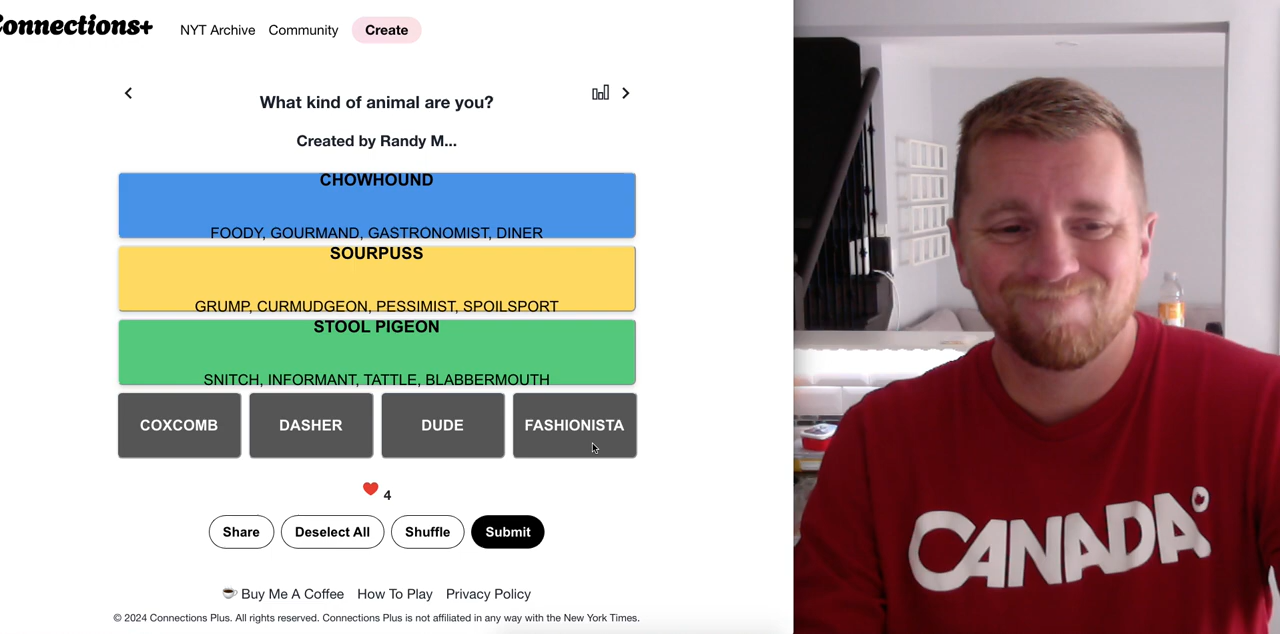 Connections+
NYT Archive Community Create
What kind of animal are you?
Created by Randy M...
CHOWHOUND
FOODY, GOURMAND, GASTRONOMIST, DINER
SOURPUSS
GRUMP, CURMUDGEON, PESSIMIST, SPOILSPORT
STOOL PIGEON
SNITCH, INFORMANT, TATTLE, BLABBERMOUTH
COXCOMB DASHER DUDE FASHIONISTA
4
Share Deselect All Shuffle Submit
Buy Me A Coffee How To Play Privacy Policy
© 2024 Connections Plus. All rights reserved. Connections Plus is not affiliated in any way with the New York Times.
CANADA